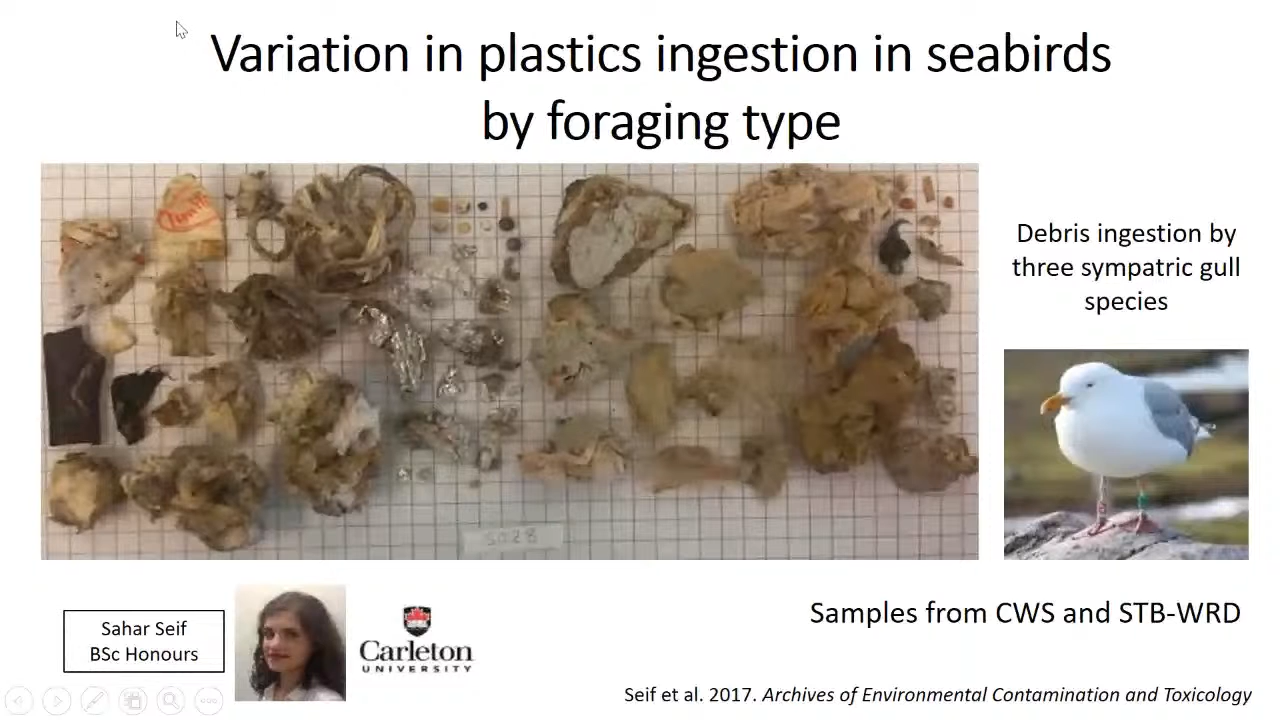 Variation in plastics ingestion in seabirds
by foraging type
Debris ingestion by
three sympatric gull
species
Samples from CWS and STB-WRD
Sahar Seif
BSc Honours
Carleton
UNIVERSITY
Seif et al. 2017. Archives of Environmental Contamination and Toxicology